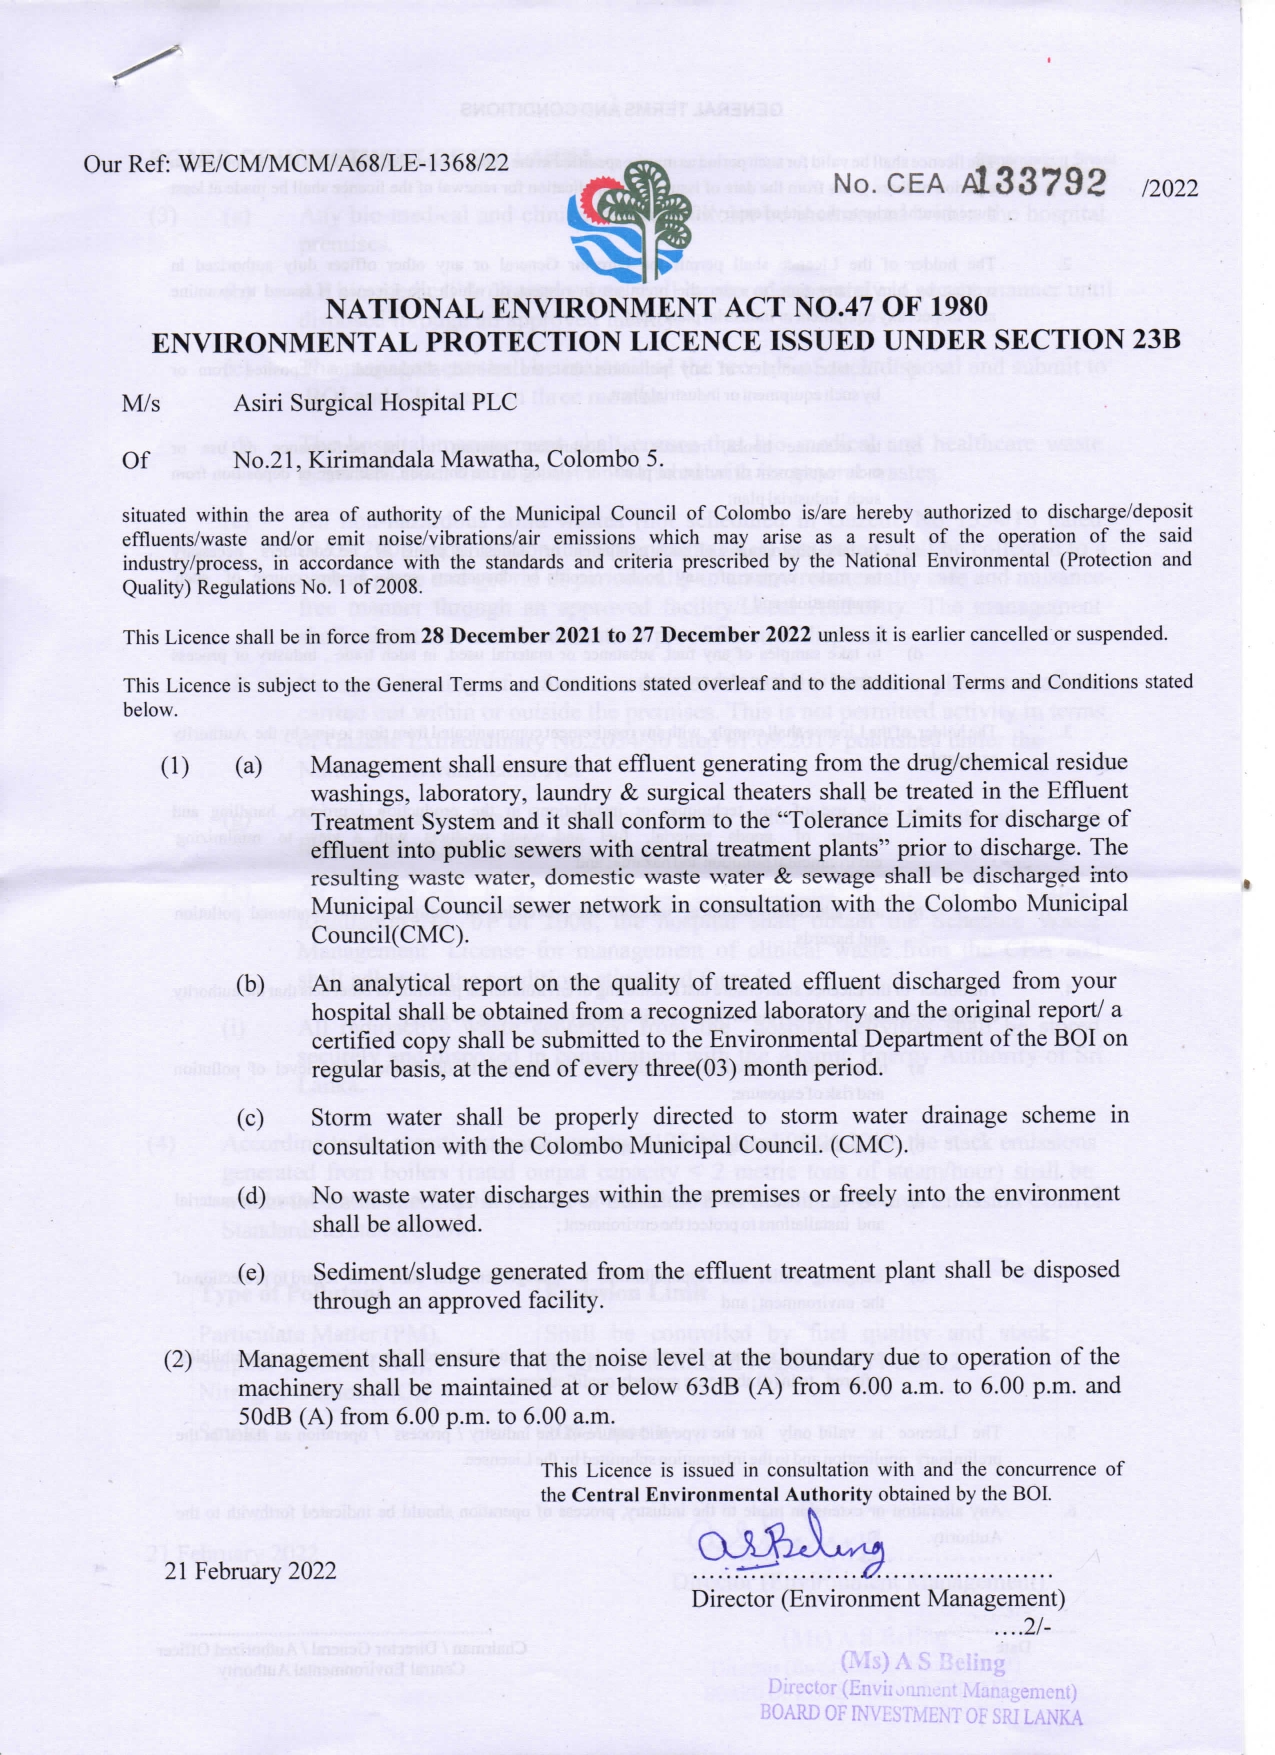 Our Ref: WE/CM/MCM/A68/LE-1368/22
No. CEA A133792 /2022
NATIONAL ENVIRONMENT ACT NO.47 OF 1980
ENVIRONMENTAL PROTECTION LICENCE ISSUED UNDER SECTION 23B
M/s Asiri Surgical Hospital PLC
Of No.21, Kirimandala Mawatha, Colombo 5.
situated within the area of authority of the Municipal Council of Colombo is/are hereby authorized to discharge/deposit
effluents/waste and/or emit noise/vibrations/air emissions which may arise as a result of the operation of the said
industry/process, in accordance with the standards and criteria prescribed by the National Environmental (Protection and
Quality) Regulations No. 1 of 2008.
This Licence shall be in force from 28 December 2021 to 27 December 2022 unless it is earlier cancelled or suspended.
This Licence is subject to the General Terms and Conditions stated overleaf and to the additional Terms and Conditions stated
below.
(1) (a) Management shall ensure that effluent generating from the drug/chemical residue
washings, laboratory, laundry & surgical theaters shall be treated in the Effluent
Treatment System and it shall conform to the “Tolerance Limits for discharge of
effluent into public sewers with central treatment plants” prior to discharge. The
resulting waste water, domestic waste water & sewage shall be discharged into
Municipal Council sewer network in consultation with the Colombo Municipal
Council(CMC).
(b) An analytical report on the quality of treated effluent discharged from your
hospital shall be obtained from a recognized laboratory and the original report/ a
certified copy shall be submitted to the Environmental Department of the BOI on
regular basis, at the end of every three(03) month period.
(c) Storm water shall be properly directed to storm water drainage scheme in
consultation with the Colombo Municipal Council. (CMC).
(d) No waste water discharges within the premises or freely into the environment
shall be allowed.
(e) Sediment/sludge generated from the effluent treatment plant shall be disposed
through an approved facility.
(2) Management shall ensure that the noise level at the boundary due to operation of the
machinery shall be maintained at or below 63dB (A) from 6.00 a.m. to 6.00 p.m. and
50dB (A) from 6.00 p.m. to 6.00 a.m.
This Licence is issued in consultation with and the concurrence of
the Central Environmental Authority obtained by the BOI.
ASBeling
21 February 2022
Director (Environment Management)
....2/-
(Ms) A S Beling
Director (Environment Management)
BOARD OF INVESTMENT OF SRI LANKA